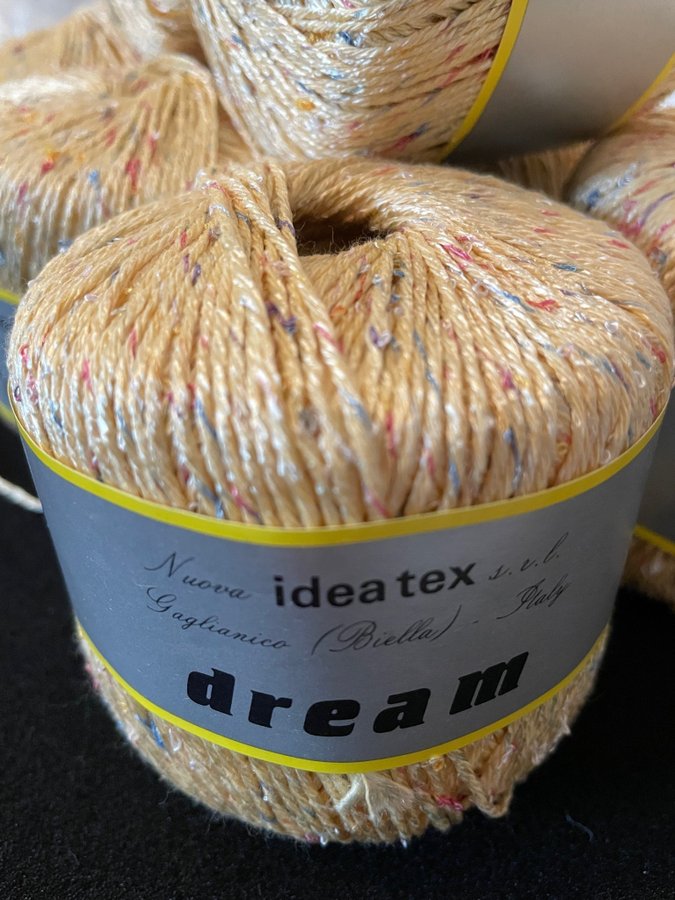 Nuova ideatex s.r.l.
Gaglianico (Biella) - Italy
dream